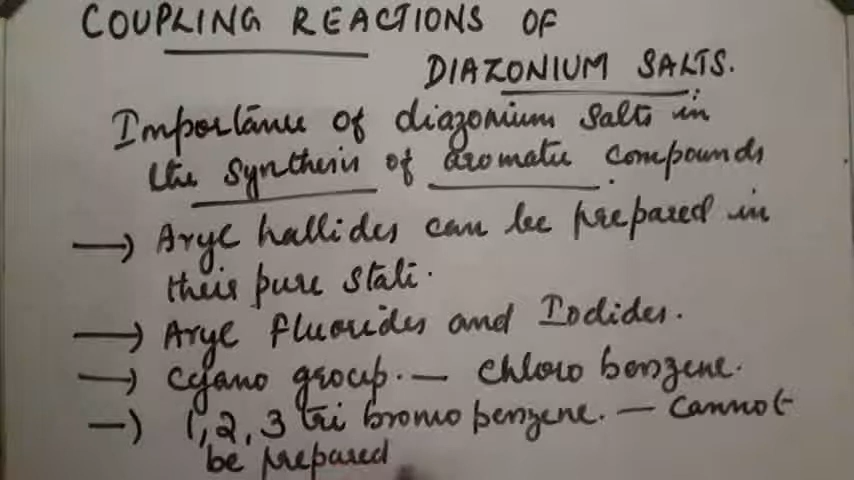 COUPLING REACTIONS OF
DIAZONIUM SALTS.
Importance of diazonium salts in
the synthesis of aromatic compounds
→ Aryl hallides can be prepared in
their pure state.
→ Aryl fluorides and Iodides.
→ Cyano group. — chloro benzene.
→ 1, 2, 3 tri bromo benzene. — cannot
be prepared